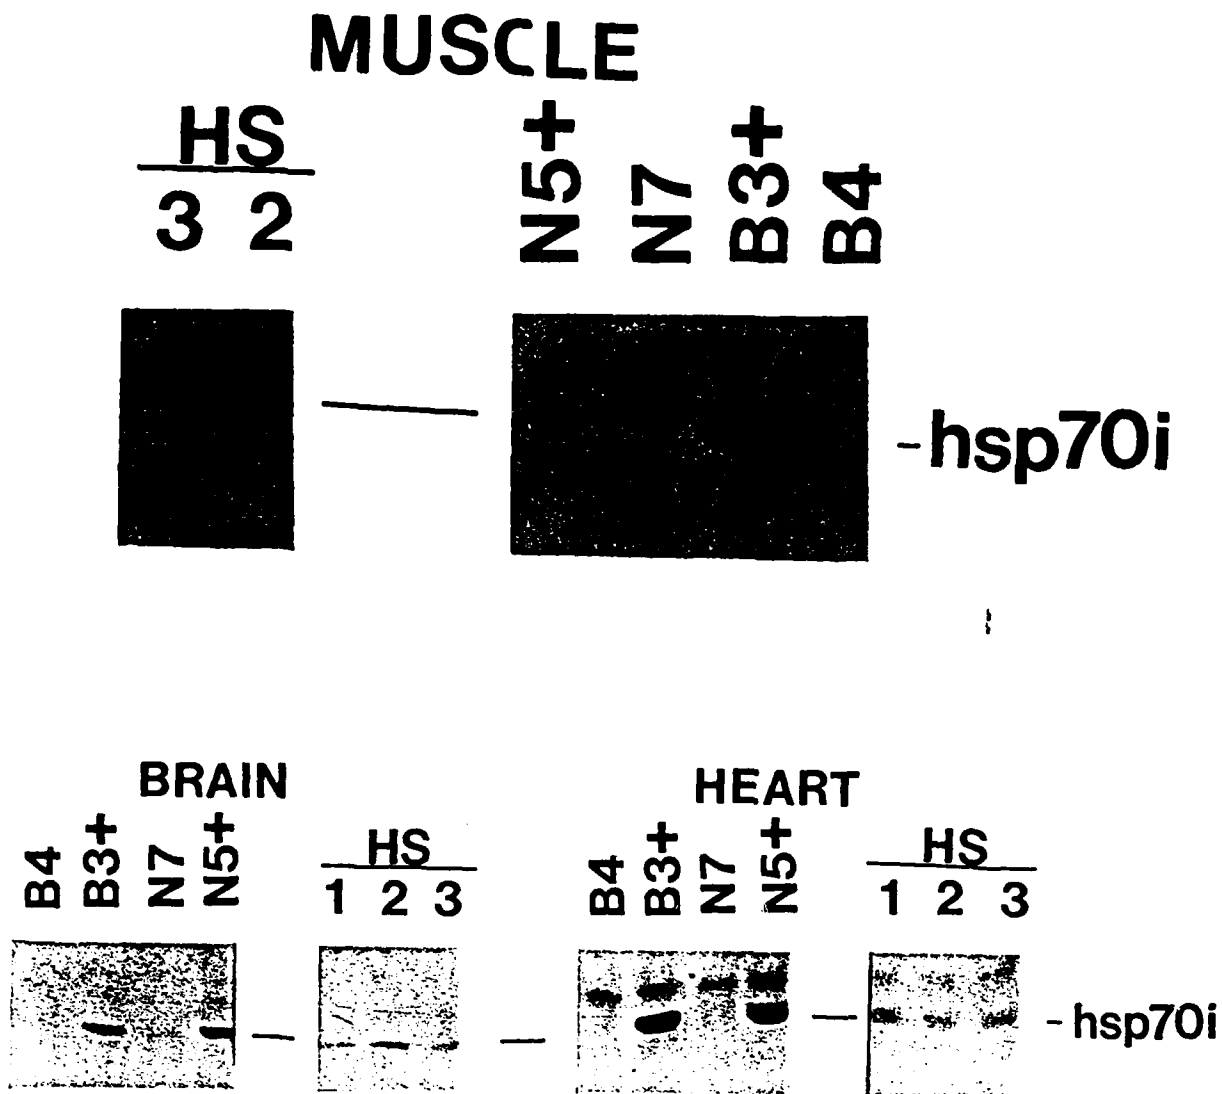 MUSCLE
HS
3 2
N5+ N7 B3+ B4
-hsp70i
BRAIN
B4 B3+ N7 N5+
HS
1 2 3
HEART
B4 B3+ N7 N5+
HS
1 2 3
-hsp70i